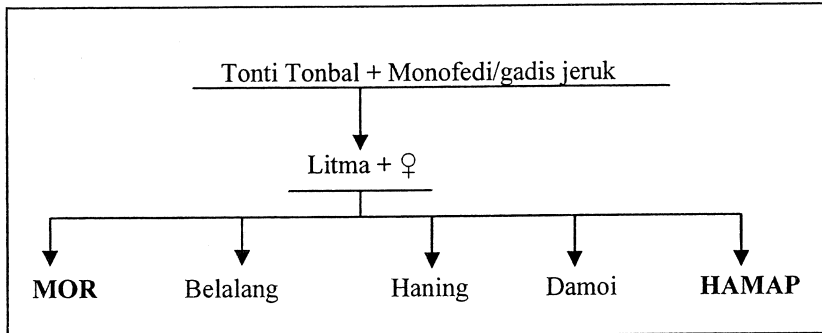 Tonti Tonbal + Monofedi/gadis jeruk
Litma + ♀
MOR Belalang Haning Damoi HAMAP